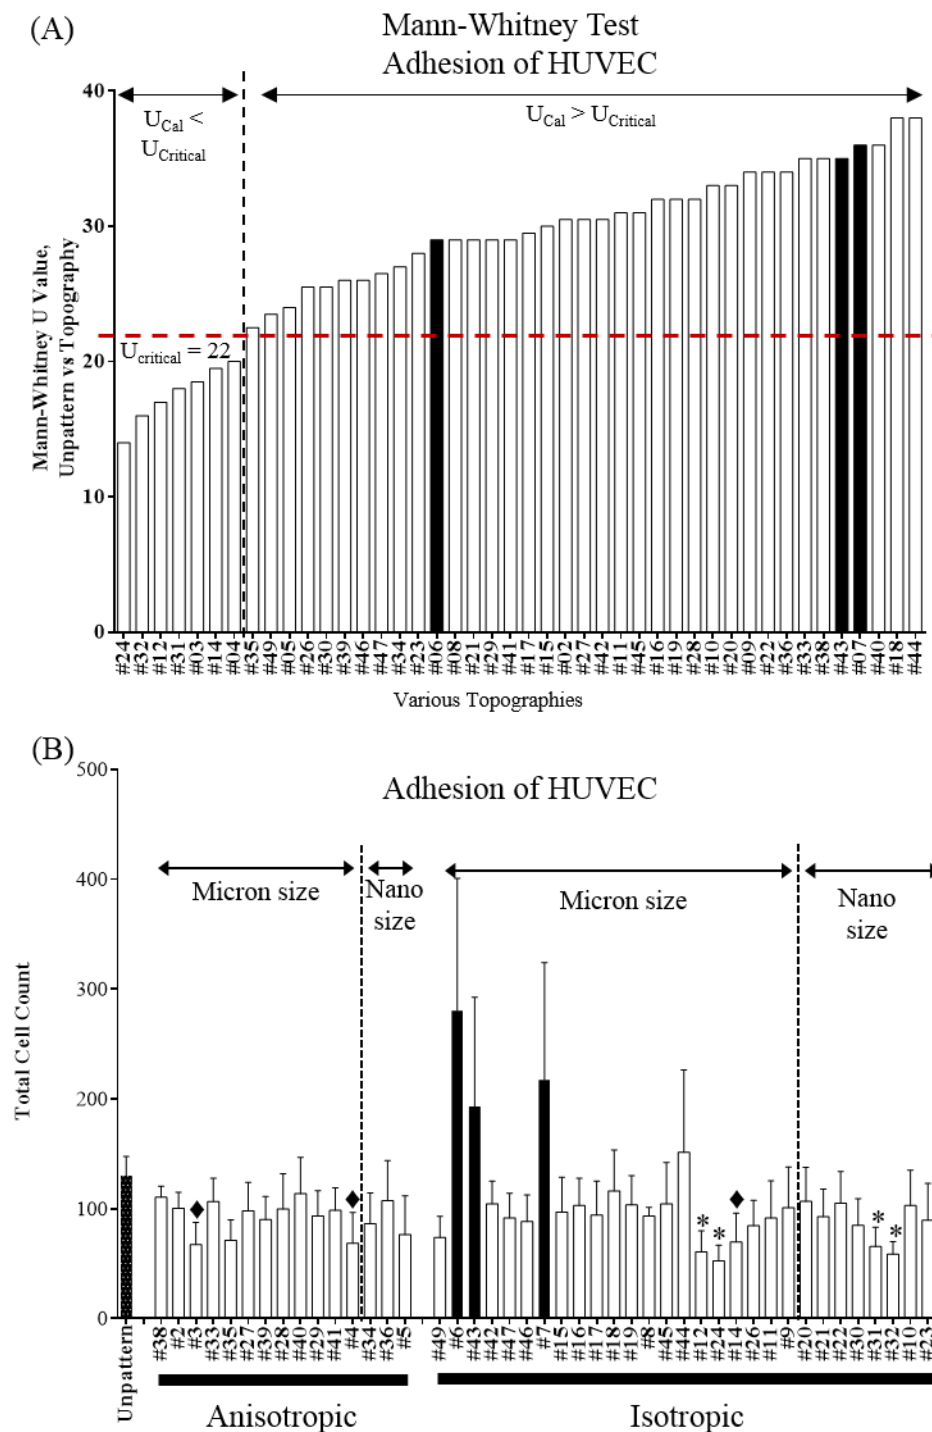 (A)
Mann-Whitney Test
Adhesion of HUVEC
Mann-Whitney U Value,
Unpattern vs Topography
40
30
20
10
0
U_Cal <
U_Critical
U_Cal > U_Critical
U_critical = 22
#24 #32 #12 #31 #03 #14 #04 #35 #49 #05 #26 #30 #39 #46 #47 #34 #23 #06 #08 #21 #29 #41 #17 #15 #02 #27 #42 #11 #45 #16 #19 #28 #10 #20 #09 #22 #36 #33 #38 #43 #07 #40 #18 #44
Various Topographies
(B)
Adhesion of HUVEC
Total Cell Count
500
400
300
200
100
0
Micron size
Nano
size
Micron size
Nano
size
♦ ♦ * * ♦ * *
Unpattern #38 #2 #3 #33 #35 #27 #39 #28 #40 #29 #41 #4 #34 #36 #5 #49 #6 #43 #42 #47 #46 #7 #15 #16 #17 #18 #19 #8 #45 #44 #12 #24 #14 #26 #11 #9 #20 #21 #22 #30 #31 #32 #10 #23
Anisotropic
Isotropic